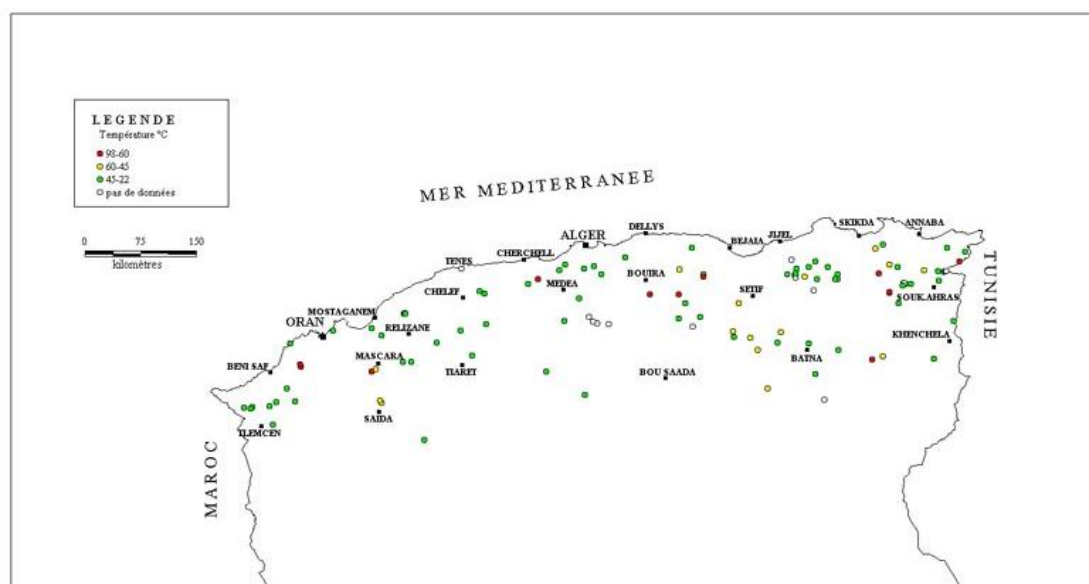 LEGENDE
Température °C
98-60
60-45
45-22
pas de données
0 75 150
kilomètres
MER MEDITERRANEE
SKIKDA
ANNABA
DELLYS
ALGER
JIJEL
BEJAIA
CHERCHELL
TENES
BOUIRA
MEDEA
CHELEF
SETIF
SOUK.AHRAS
TUNISIE
MOSTAGANEM
ORAN
RELIZANE
KHENCHELA
MASCARA
BATNA
BENI SAF
TIARET
BOU SAADA
SAIDA
TLEMCEN
MAROC